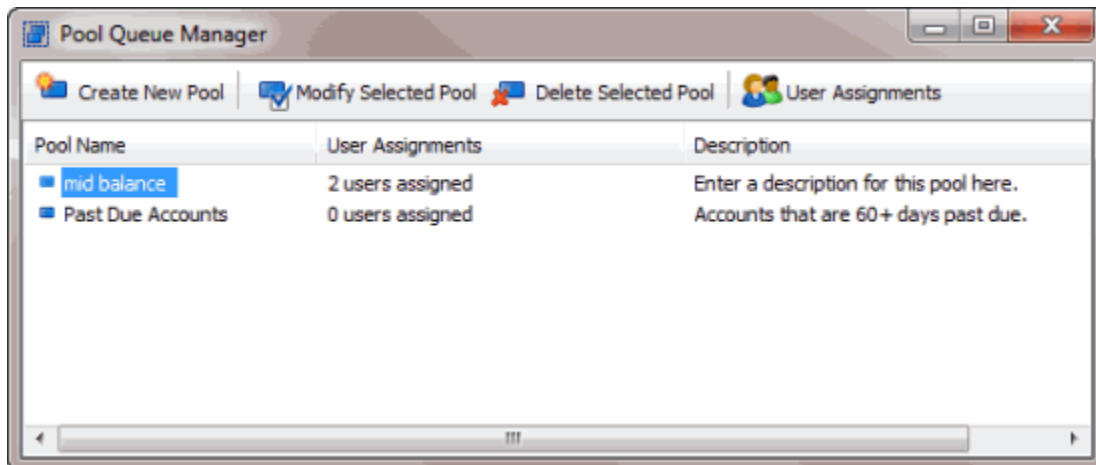 Pool Queue Manager
Create New Pool Modify Selected Pool Delete Selected Pool User Assignments
Pool Name User Assignments Description
mid balance 2 users assigned Enter a description for this pool here.
Past Due Accounts 0 users assigned Accounts that are 60+ days past due.